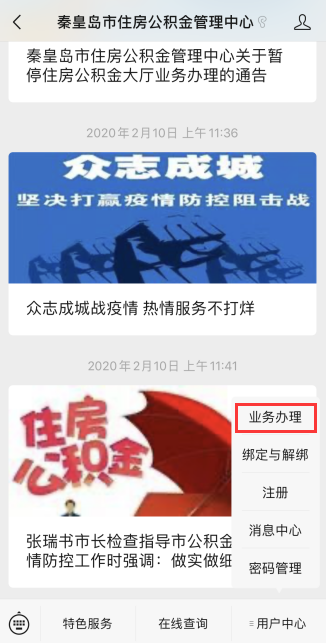 秦皇岛市住房公积金管理中心
秦皇岛市住房公积金管理中心关于暂
停住房公积金大厅业务办理的通告
2020年2月10日 上午11:36
众志成城
坚决打赢疫情防控阻击战
众志成城战疫情 热情服务不打烊
2020年2月10日 上午11:41
住房
公积金
张瑞书市长检查指导市公积金
情防控工作时强调：做实做细
业务办理
绑定与解绑
注册
消息中心
密码管理
特色服务
在线查询
用户中心